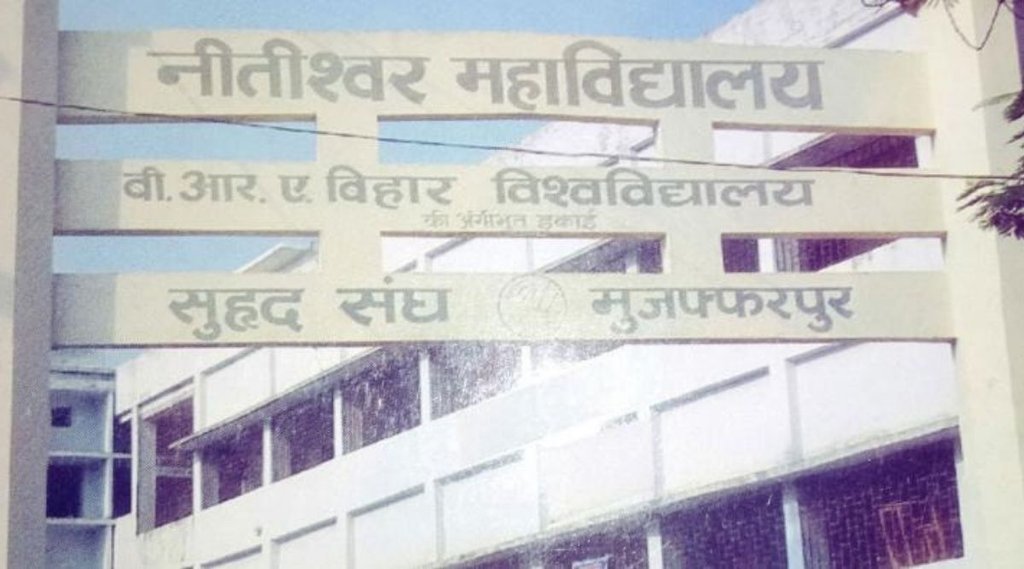 नीतीश्वर महाविद्यालय
वी.आर. ए. विहार विश्वविद्यालय
की अंगीभूत इकाई
सुहृद संघ मुजफ्फरपुर